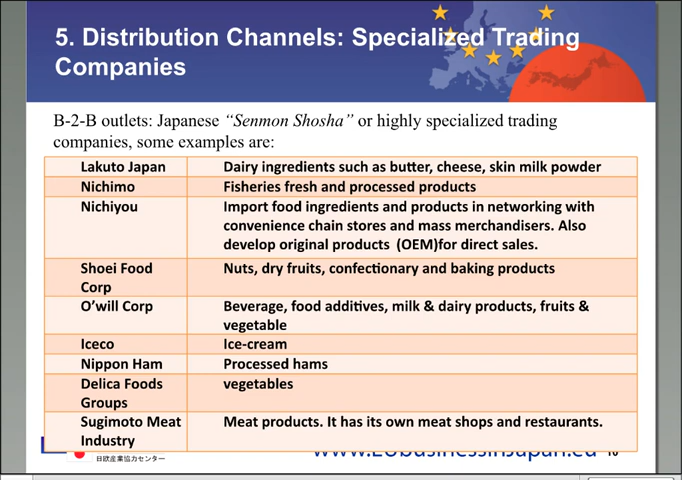 5. Distribution Channels: Specialized Trading
Companies
B-2-B outlets: Japanese “Senmon Shosha” or highly specialized trading
companies, some examples are:
Lakuto Japan Dairy ingredients such as butter, cheese, skin milk powder
Nichimo Fisheries fresh and processed products
Nichiyou Import food ingredients and products in networking with
convenience chain stores and mass merchandisers. Also
develop original products (OEM)for direct sales.
Shoei Food Nuts, dry fruits, confectionary and baking products
Corp
O’will Corp Beverage, food additives, milk & dairy products, fruits &
vegetable
Iceco Ice-cream
Nippon Ham Processed hams
Delica Foods vegetables
Groups
Sugimoto Meat Meat products. It has its own meat shops and restaurants.
Industry
日欧産業協力センター www.EUbusinessinJapan.eu 10